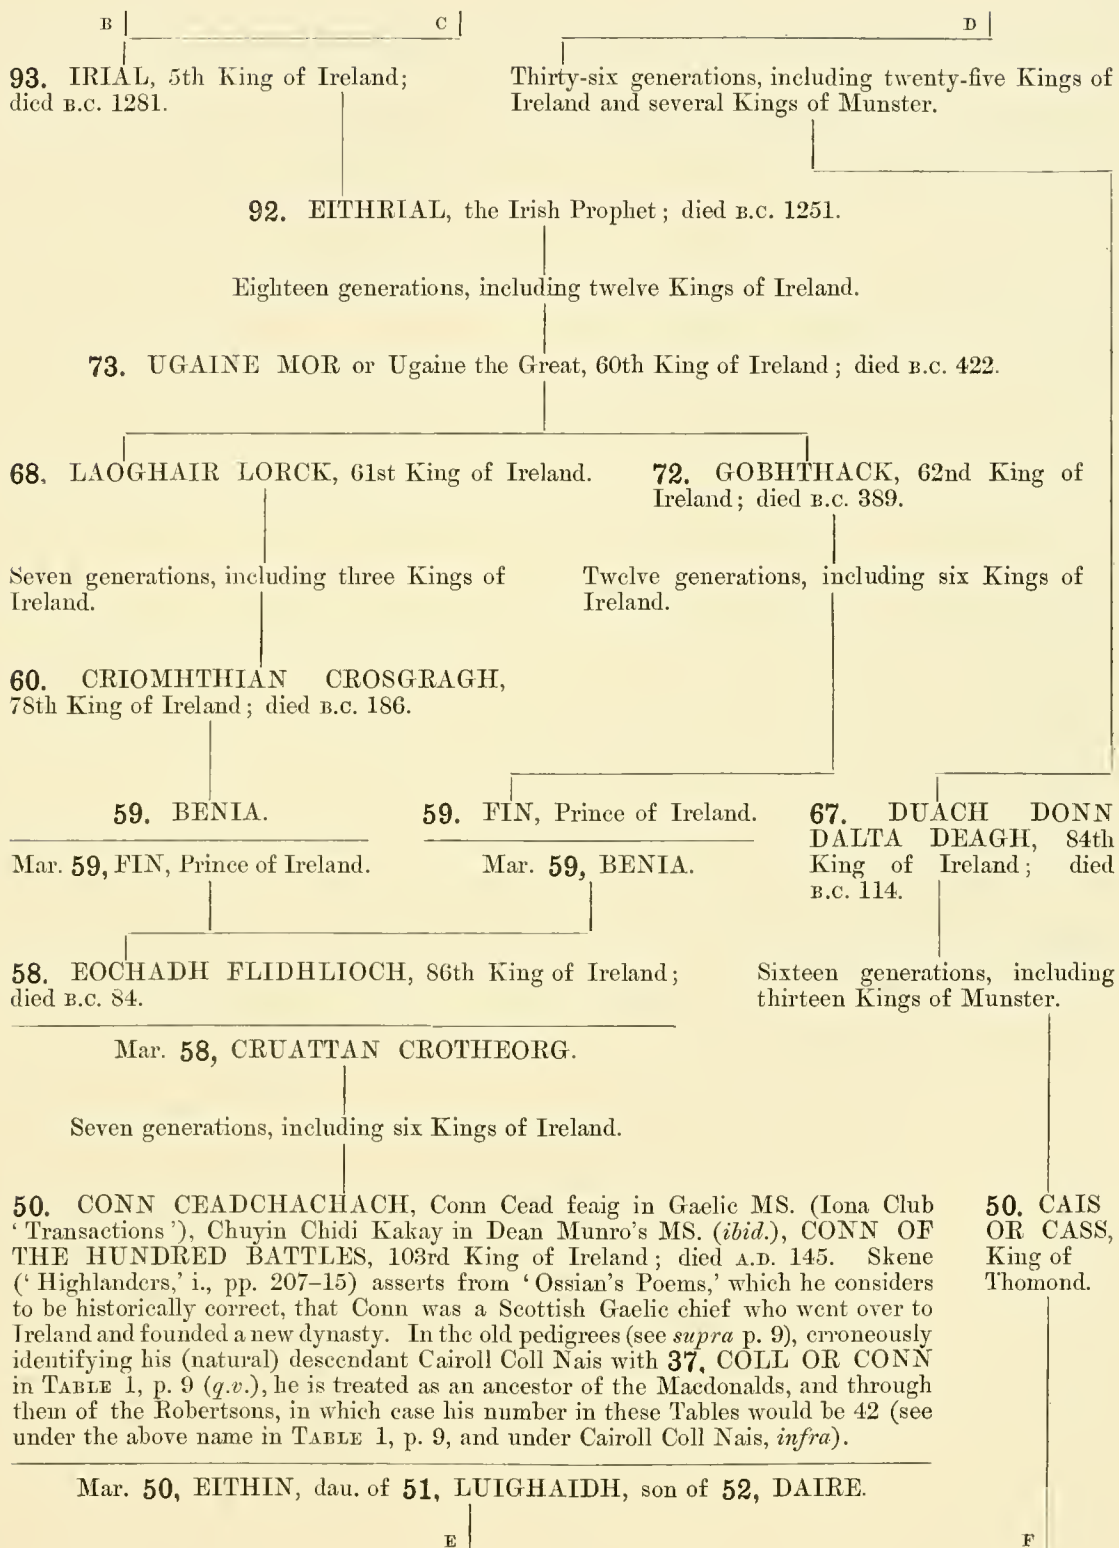 B C D
93. IRIAL, 5th King of Ireland;
died B.C. 1281.
Thirty-six generations, including twenty-five Kings of
Ireland and several Kings of Munster.
92. EITHRIAL, the Irish Prophet; died B.C. 1251.
Eighteen generations, including twelve Kings of Ireland.
73. UGAINE MOR or Ugaine the Great, 60th King of Ireland; died B.C. 422.
68. LAOGHAIR LORCK, 61st King of Ireland.
72. GOBHTHACK, 62nd King of
Ireland; died B.C. 389.
Seven generations, including three Kings of
Ireland.
Twelve generations, including six Kings of
Ireland.
60. CRIOMHTHIAN CROSGRAGH,
78th King of Ireland; died B.C. 186.
59. BENIA.
Mar. 59, FIN, Prince of Ireland.
59. FIN, Prince of Ireland.
Mar. 59, BENIA.
67. DUACH DONN
DALTA DEAGH, 84th
King of Ireland; died
B.C. 114.
58. EOCHADH FLIDHLIOCH, 86th King of Ireland;
died B.C. 84.
Mar. 58, CRUATTAN CROTHEORG.
Sixteen generations, including
thirteen Kings of Munster.
Seven generations, including six Kings of Ireland.
50. CONN CEADCHACHACH, Conn Cead feaig in Gaelic MS. (Iona Club
‘Transactions’), Chuyin Chidi Kakay in Dean Munro's MS. (ibid.), CONN OF
THE HUNDRED BATTLES, 103rd King of Ireland; died A.D. 145. Skene
(‘Highlanders,’ i., pp. 207–15) asserts from ‘Ossian's Poems,’ which he considers
to be historically correct, that Conn was a Scottish Gaelic chief who went over to
Ireland and founded a new dynasty. In the old pedigrees (see supra p. 9), erroneously
identifying his (natural) descendant Cairoll Coll Nais with 37, COLL OR CONN
in TABLE 1, p. 9 (q.v.), he is treated as an ancestor of the Macdonalds, and through
them of the Robertsons, in which case his number in these Tables would be 42 (see
under the above name in TABLE 1, p. 9, and under Cairoll Coll Nais, infra).
Mar. 50, EITHIN, dau. of 51, LUIGHAIDH, son of 52, DAIRE.
50. CAIS
OR CASS,
King of
Thomond.
E F